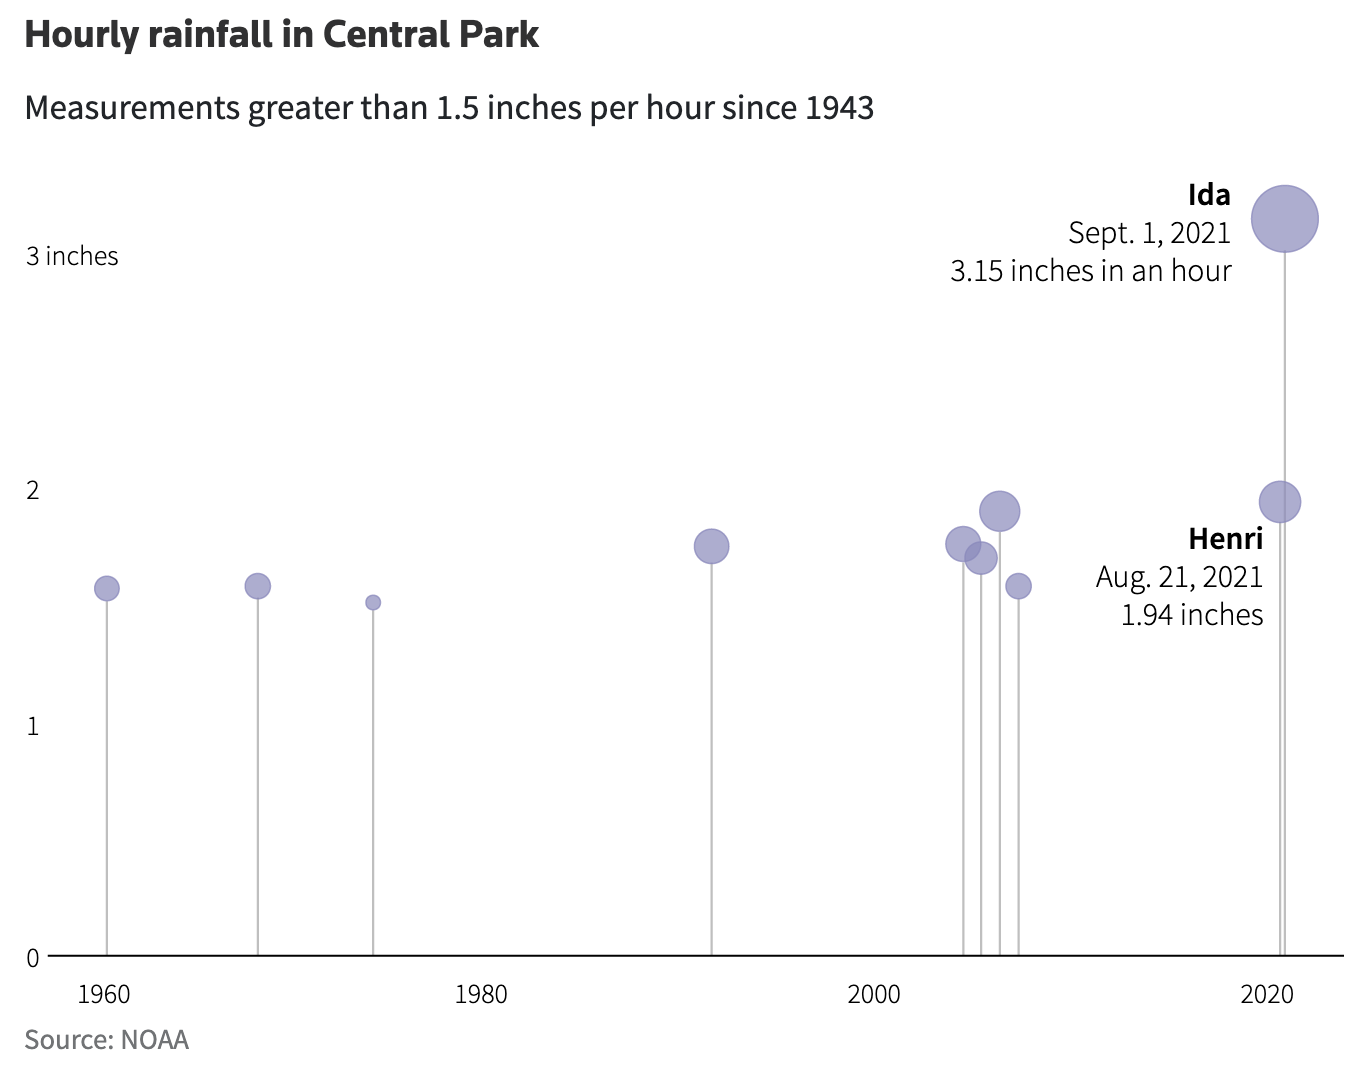 Hourly rainfall in Central Park
Measurements greater than 1.5 inches per hour since 1943
Ida
Sept. 1, 2021
3.15 inches in an hour
3 inches
2
Henri
Aug. 21, 2021
1.94 inches
1
0
1960 1980 2000 2020
Source: NOAA